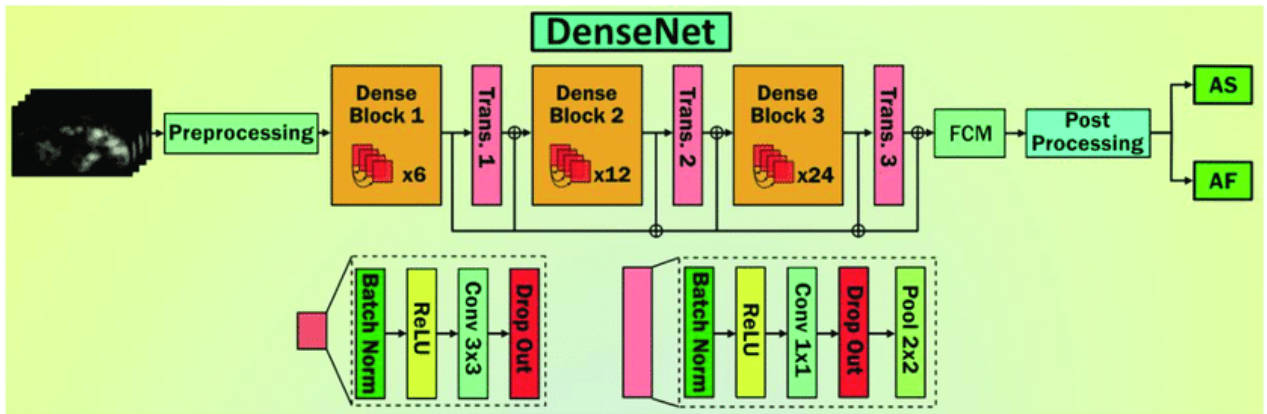 DenseNet
Preprocessing
Dense
Block 1
x6
Trans. 1
Dense
Block 2
x12
Trans. 2
Dense
Block 3
x24
Trans. 3
FCM
Post
Processing
AS
AF
Batch Norm
ReLU
Conv 3x3
Drop Out
Batch Norm
ReLU
Conv 1x1
Drop Out
Pool 2x2